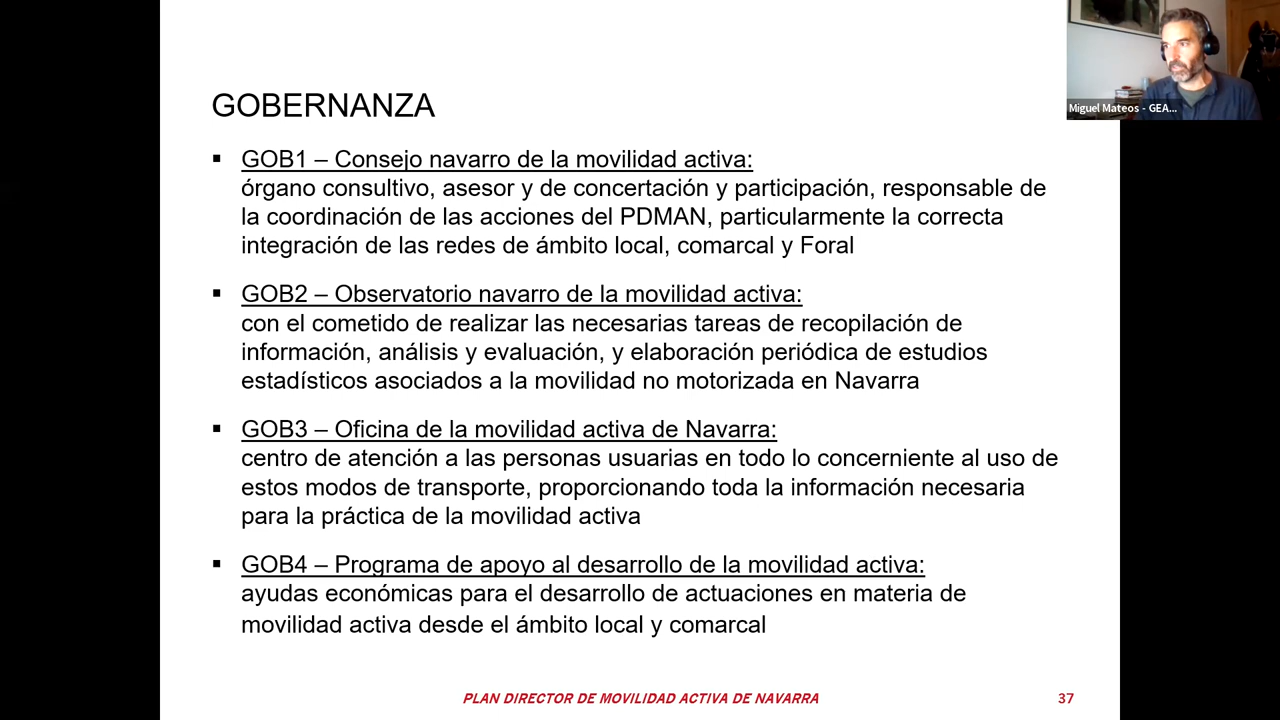 GOBERNANZA
▪ GOB1 – Consejo navarro de la movilidad activa:
órgano consultivo, asesor y de concertación y participación, responsable de
la coordinación de las acciones del PDMAN, particularmente la correcta
integración de las redes de ámbito local, comarcal y Foral
▪ GOB2 – Observatorio navarro de la movilidad activa:
con el cometido de realizar las necesarias tareas de recopilación de
información, análisis y evaluación, y elaboración periódica de estudios
estadísticos asociados a la movilidad no motorizada en Navarra
▪ GOB3 – Oficina de la movilidad activa de Navarra:
centro de atención a las personas usuarias en todo lo concerniente al uso de
estos modos de transporte, proporcionando toda la información necesaria
para la práctica de la movilidad activa
▪ GOB4 – Programa de apoyo al desarrollo de la movilidad activa:
ayudas económicas para el desarrollo de actuaciones en materia de
movilidad activa desde el ámbito local y comarcal
PLAN DIRECTOR DE MOVILIDAD ACTIVA DE NAVARRA
37
Miguel Mateos - GEA...